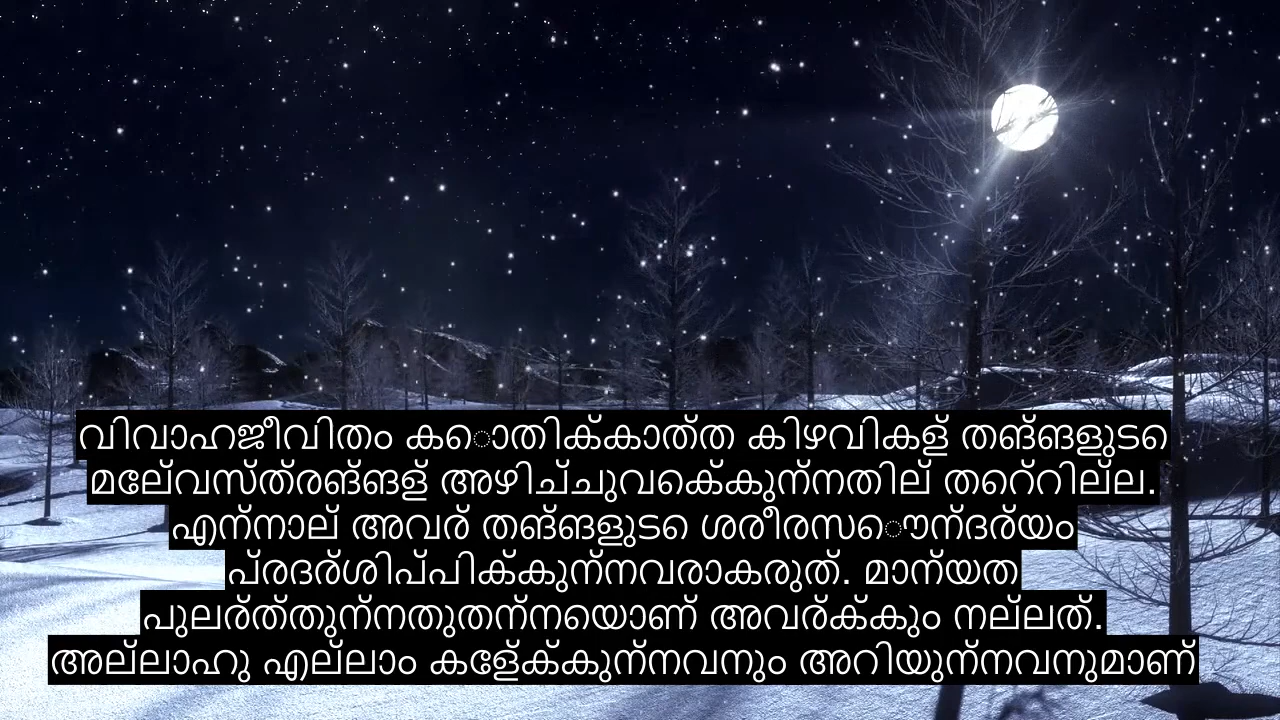 വിവാഹജീവിതം കൊതിക്കാത്ത കിഴവികള് തങ്ങളുടെ
മേല്വസ്ത്രങ്ങള് അഴിച്ചുവെക്കുന്നതില് തെറ്റില്ല.
എന്നാല് അവര് തങ്ങളുടെ ശരീരസൌന്ദര്യം
പ്രദര്ശിപ്പിക്കുന്നവരാകരുത്. മാന്യത
പുലര്ത്തുന്നതുതന്നെയാണ് അവര്ക്കും നല്ലത്.
അല്ലാഹു എല്ലാം കേള്ക്കുന്നവനും അറിയുന്നവനുമാണ്